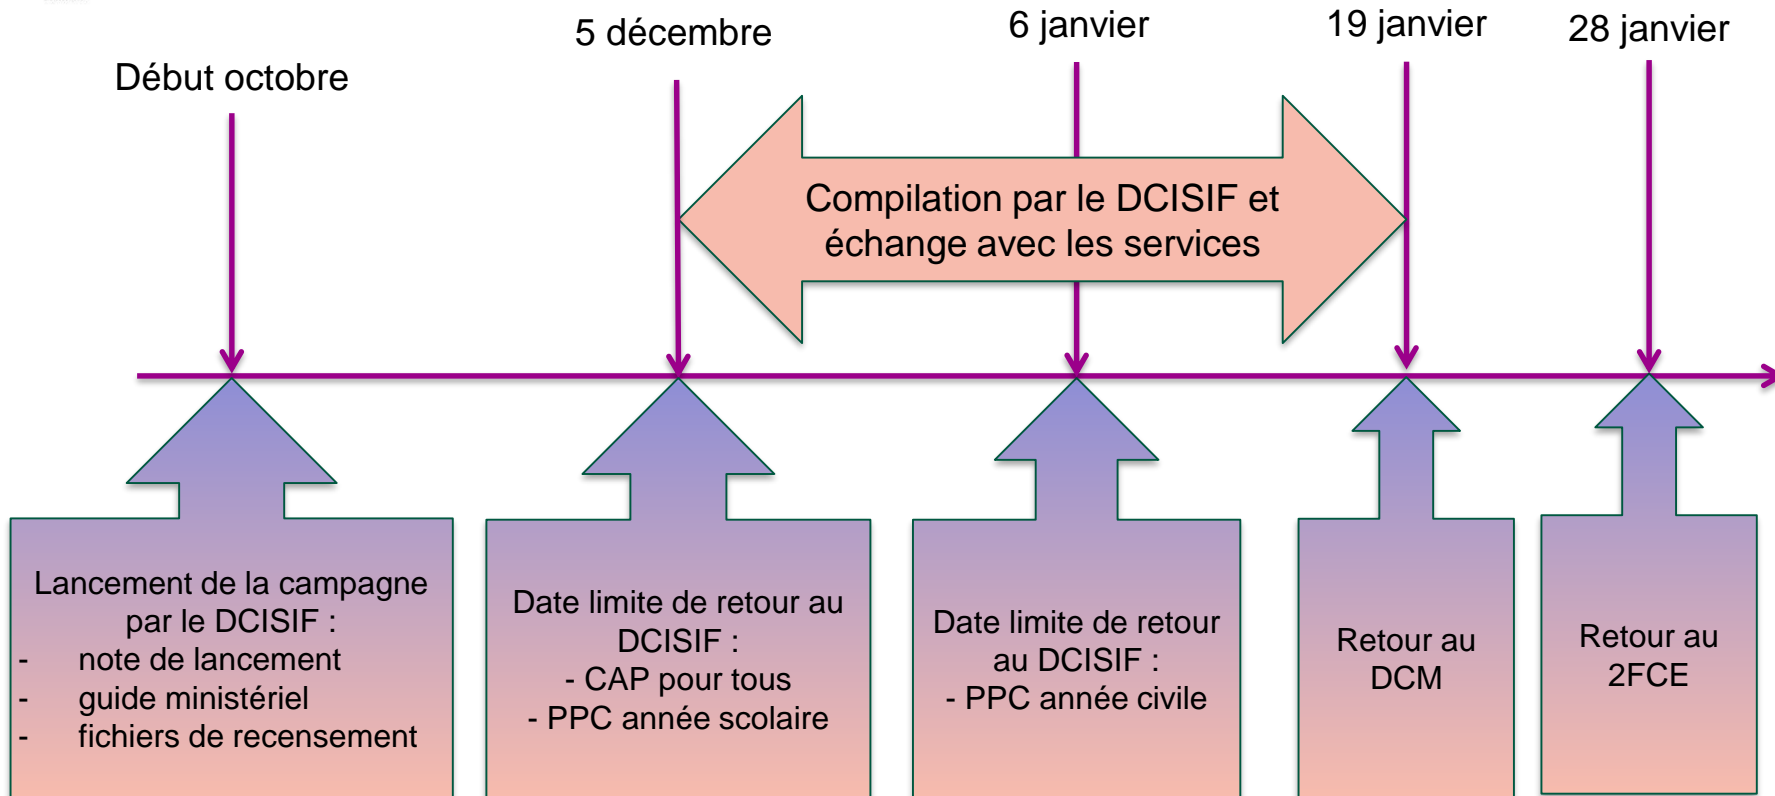 Début octobre
5 décembre
6 janvier
19 janvier
28 janvier
Compilation par le DCISIF et
échange avec les services
Lancement de la campagne
par le DCISIF :
- note de lancement
- guide ministériel
- fichiers de recensement
Date limite de retour au
DCISIF :
- CAP pour tous
- PPC année scolaire
Date limite de retour
au DCISIF :
- PPC année civile
Retour au
DCM
Retour au
2FCE